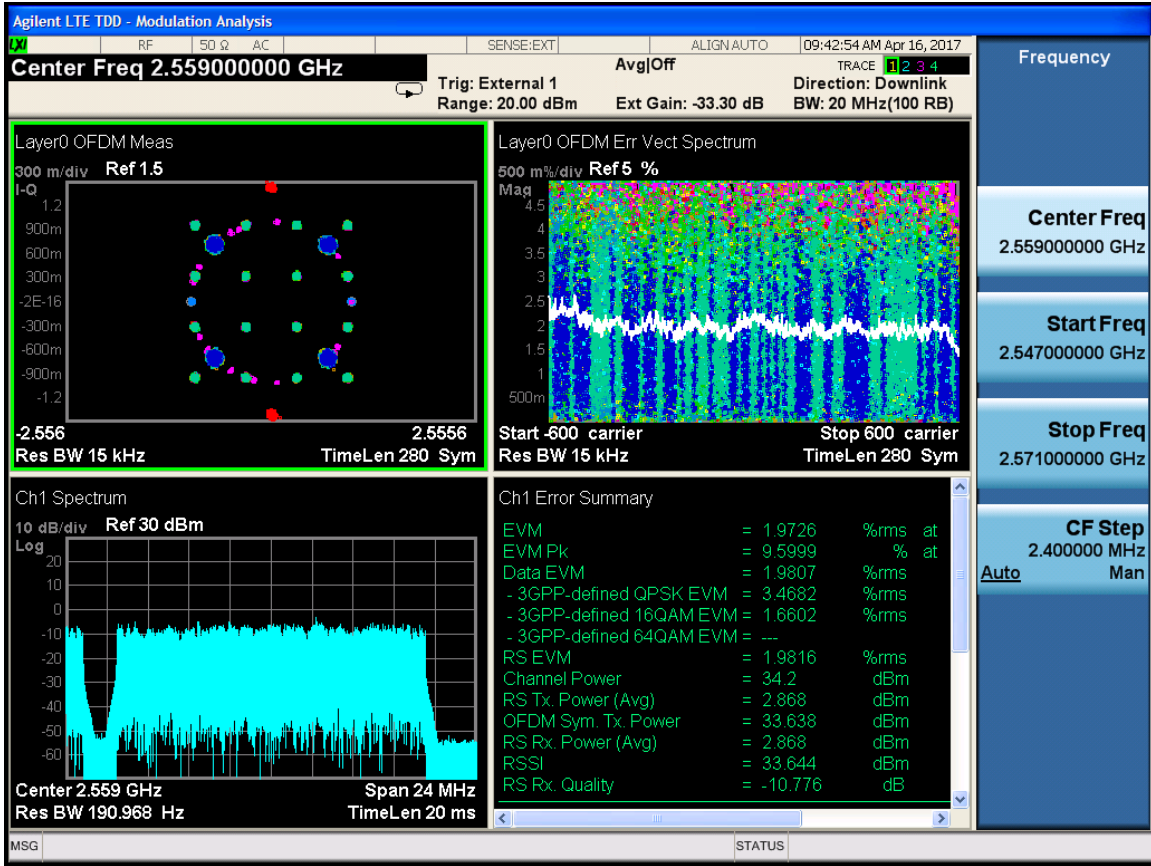 Agilent LTE TDD - Modulation Analysis
LXI RF 50 Ω AC SENSE:EXT ALIGN AUTO 09:42:54 AM Apr 16, 2017
Center Freq 2.559000000 GHz
Avg|Off
TRACE 1 2 3 4
Trig: External 1
Direction: Downlink
Range: 20.00 dBm Ext Gain: -33.30 dB BW: 20 MHz(100 RB)
Layer0 OFDM Meas
300 m/div Ref 1.5
I-Q
1.2
900m
600m
300m
-2E-16
-300m
-600m
-900m
-1.2
-2.556 2.5556
Res BW 15 kHz TimeLen 280 Sym
Layer0 OFDM Err Vect Spectrum
500 m%/div Ref 5 %
Mag
4.5
4
3.5
3
2.5
2
1.5
1
500m
Start -600 carrier Stop 600 carrier
Res BW 15 kHz TimeLen 280 Sym
Ch1 Spectrum
10 dB/div Ref 30 dBm
Log
20
10
0
-10
-20
-30
-40
-50
-60
Center 2.559 GHz Span 24 MHz
Res BW 190.968 Hz TimeLen 20 ms
Ch1 Error Summary
EVM = 1.9726 %rms at
EVM Pk = 9.5999 % at
Data EVM = 1.9807 %rms
- 3GPP-defined QPSK EVM = 3.4682 %rms
- 3GPP-defined 16QAM EVM = 1.6602 %rms
- 3GPP-defined 64QAM EVM = ---
RS EVM = 1.9816 %rms
Channel Power = 34.2 dBm
RS Tx. Power (Avg) = 2.868 dBm
OFDM Sym. Tx. Power = 33.638 dBm
RS Rx. Power (Avg) = 2.868 dBm
RSSI = 33.644 dBm
RS Rx. Quality = -10.776 dB
Frequency
Center Freq
2.559000000 GHz
Start Freq
2.547000000 GHz
Stop Freq
2.571000000 GHz
CF Step
2.400000 MHz
Auto Man
MSG STATUS